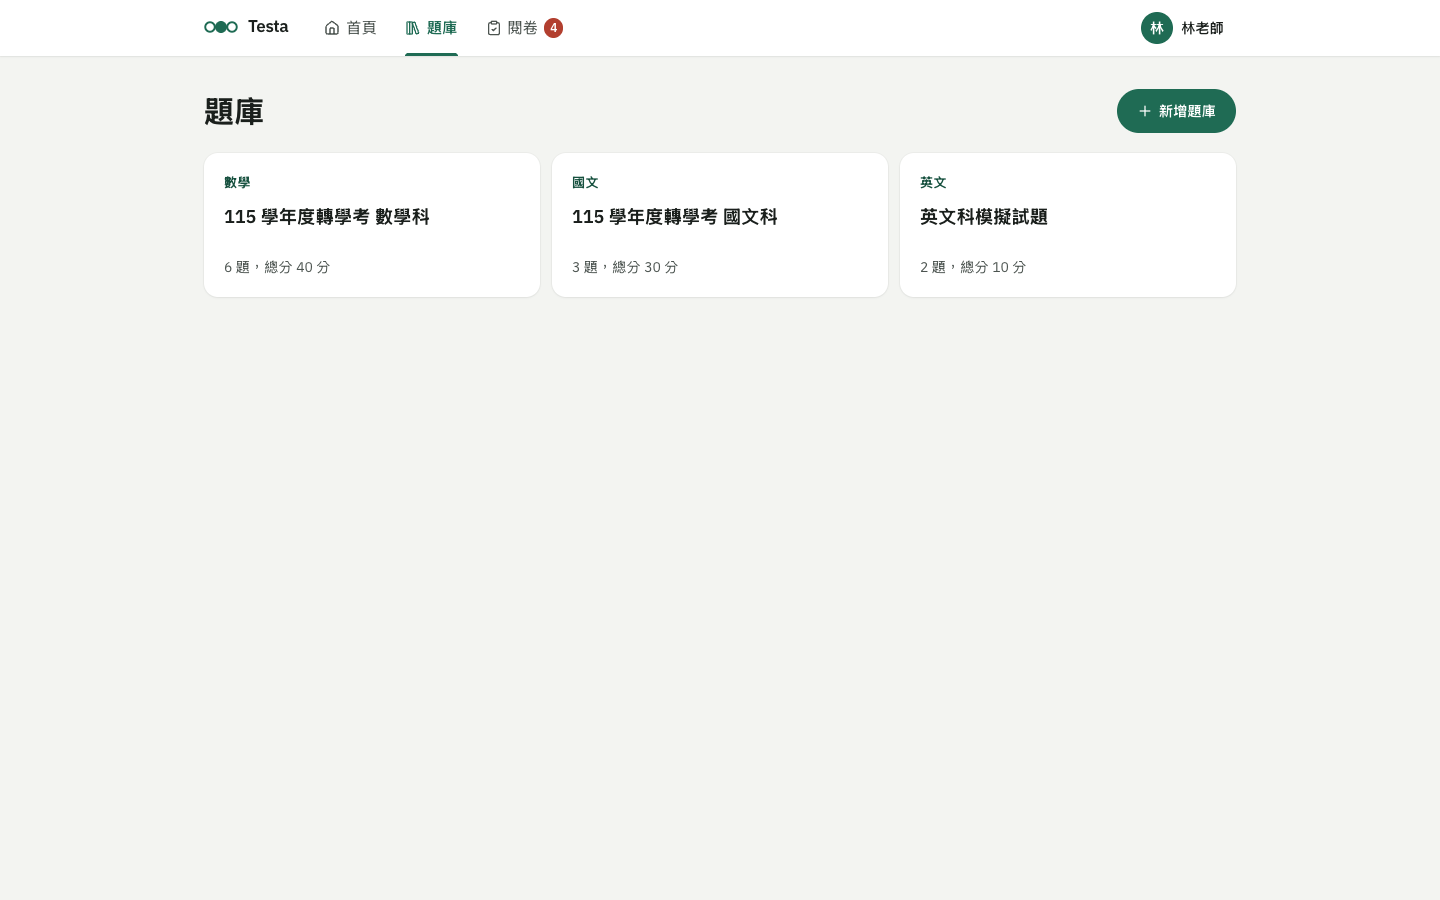 Testa
首頁
題庫
閱卷 4
林 林老師
題庫
新增題庫
數學
115 學年度轉學考 數學科
6 題，總分 40 分
國文
115 學年度轉學考 國文科
3 題，總分 30 分
英文
英文科模擬試題
2 題，總分 10 分